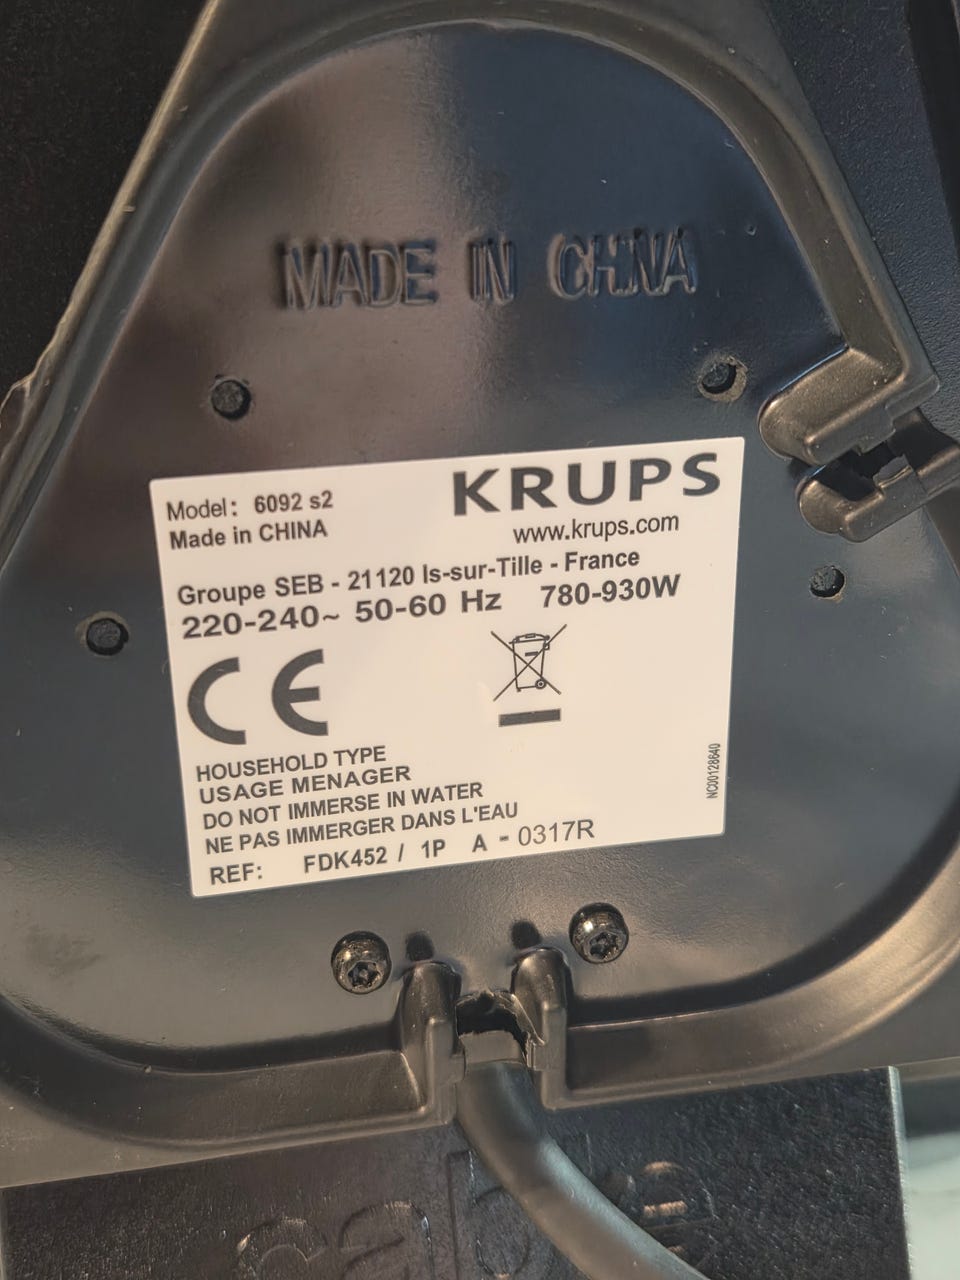 MADE IN CHINA
KRUPS
Model: 6092 s2
www.krups.com
Made in CHINA
Groupe SEB - 21120 Is-sur-Tille - France
220-240~ 50-60 Hz 780-930W
CE
HOUSEHOLD TYPE
USAGE MENAGER
DO NOT IMMERSE IN WATER
NE PAS IMMERGER DANS L'EAU
REF: FDK452 / 1P A - 0317R
NC00128640